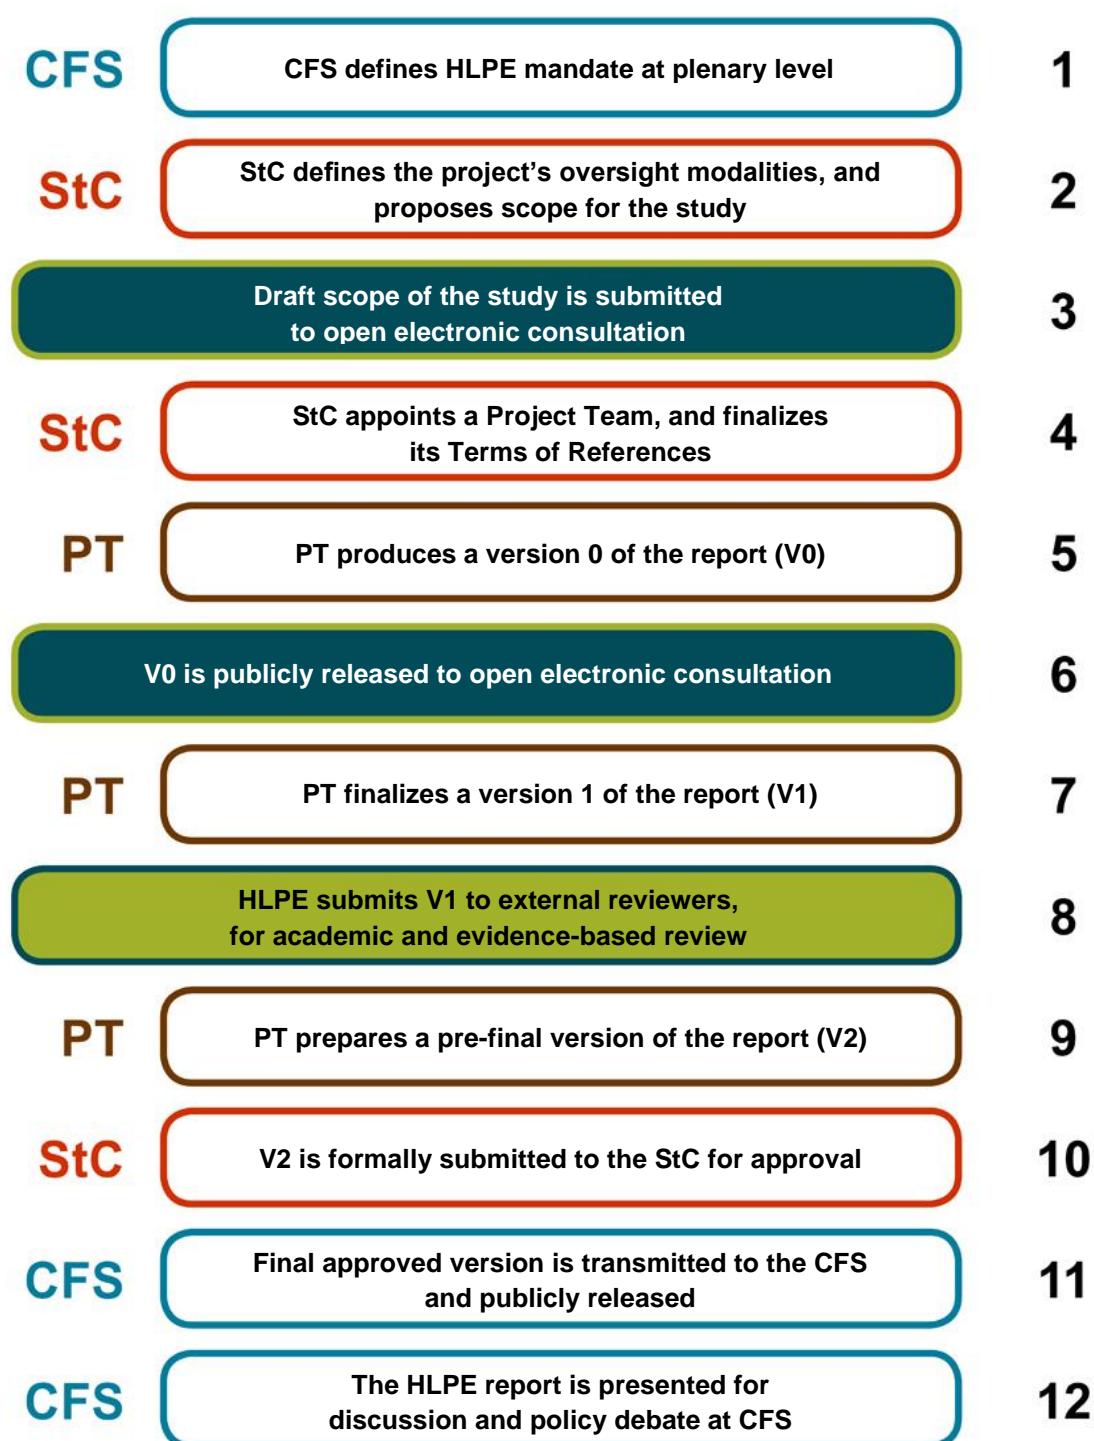 CFS
CFS defines HLPE mandate at plenary level
1
StC
StC defines the project's oversight modalities, and
proposes scope for the study
2
Draft scope of the study is submitted
to open electronic consultation
3
StC
StC appoints a Project Team, and finalizes
its Terms of References
4
PT
PT produces a version 0 of the report (V0)
5
V0 is publicly released to open electronic consultation
6
PT
PT finalizes a version 1 of the report (V1)
7
HLPE submits V1 to external reviewers,
for academic and evidence-based review
8
PT
PT prepares a pre-final version of the report (V2)
9
StC
V2 is formally submitted to the StC for approval
10
CFS
Final approved version is transmitted to the CFS
and publicly released
11
CFS
The HLPE report is presented for
discussion and policy debate at CFS
12